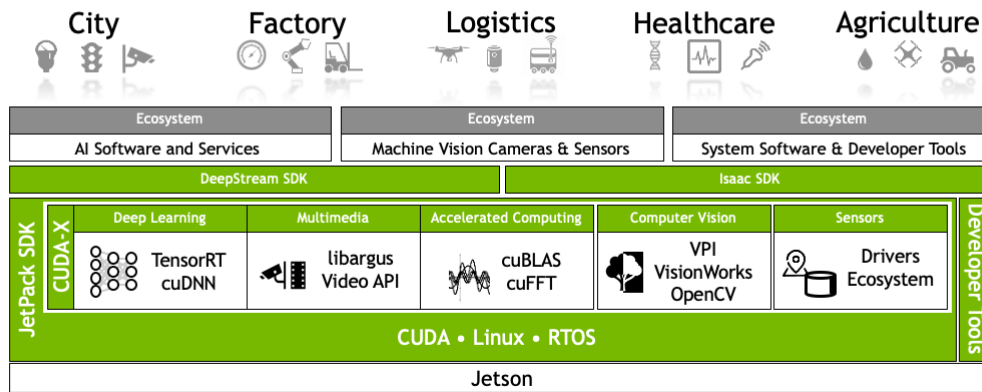 City
Factory
Logistics
Healthcare
Agriculture
Ecosystem
AI Software and Services
Ecosystem
Machine Vision Cameras & Sensors
Ecosystem
System Software & Developer Tools
DeepStream SDK
Isaac SDK
JetPack SDK
CUDA-X
Deep Learning
TensorRT
cuDNN
Multimedia
libargus
Video API
Accelerated Computing
cuBLAS
cuFFT
Computer Vision
VPI
VisionWorks
OpenCV
Sensors
Drivers
Ecosystem
Developer Tools
CUDA • Linux • RTOS
Jetson